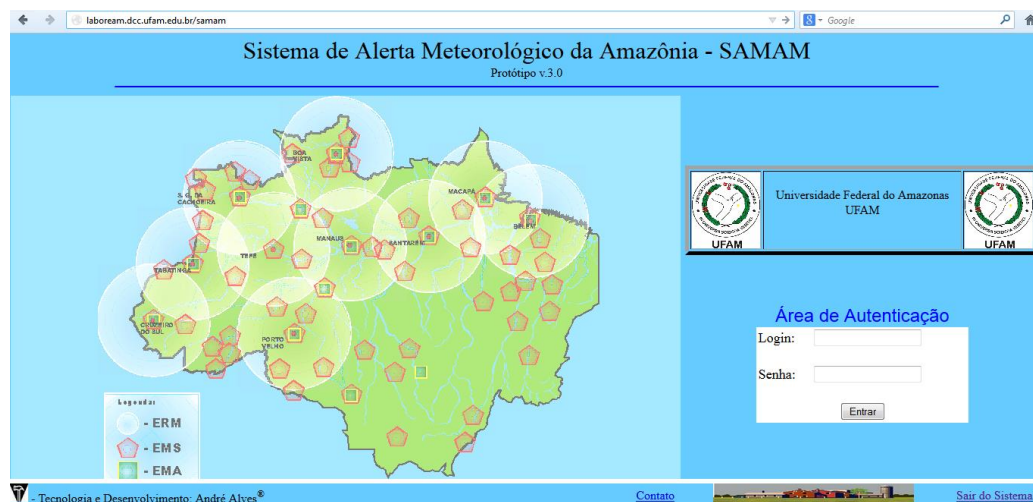 laboream.dcc.ufam.edu.br/samam
Google
Sistema de Alerta Meteorológico da Amazônia - SAMAM
Protótipo v.3.0
BOA
VISTA
S. G. DA
CACHOEIRA
MACAPÁ
BELÉM
MANAUS
SANTARÉM
TEFÉ
TABATINGA
CRUZEIRO
DO SUL
PORTO
VELHO
Legenda:
- ERM
- EMS
- EMA
UFAM
Universidade Federal do Amazonas
UFAM
UFAM
Área de Autenticação
Login:
Senha:
Entrar
- Tecnologia e Desenvolvimento: André Alves®
Contato
Sair do Sistema